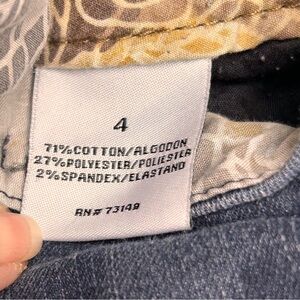 4
71%COTTON/ALGODON
27%POLYESTER/POLIESTER
2%SPANDEX/ELASTANO
RN# 73149